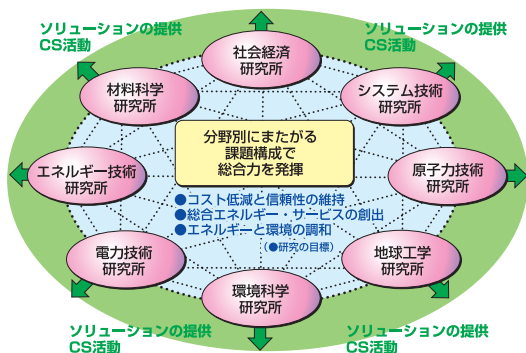 ソリューションの提供
CS活動
ソリューションの提供
CS活動
社会経済
研究所
材料科学
研究所
システム技術
研究所
分野別にまたがる
課題構成で
総合力を発揮
エネルギー技術
研究所
原子力技術
研究所
●コスト低減と信頼性の維持
●総合エネルギー・サービスの創出
●エネルギーと環境の調和
（●研究の目標）
電力技術
研究所
地球工学
研究所
環境科学
研究所
ソリューションの提供
CS活動
ソリューションの提供
CS活動